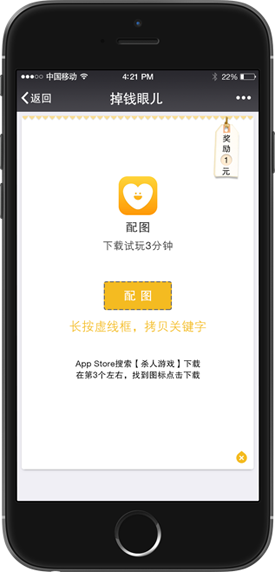 中国移动 4:21 PM 22%
返回 掉钱眼儿
奖励1元
配图
下载试玩3分钟
配图
长按虚线框，拷贝关键字
App Store搜索【杀人游戏】下载
在第3个左右，找到图标点击下载